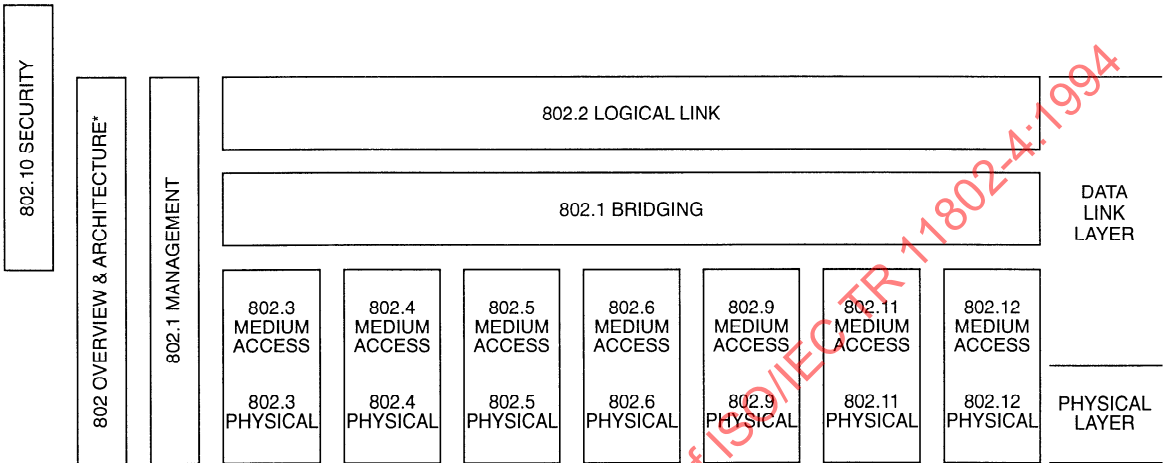 802.10 SECURITY
802 OVERVIEW & ARCHITECTURE*
802.1 MANAGEMENT
802.2 LOGICAL LINK
802.1 BRIDGING
DATA
LINK
LAYER
802.3
MEDIUM
ACCESS
802.3
PHYSICAL
802.4
MEDIUM
ACCESS
802.4
PHYSICAL
802.5
MEDIUM
ACCESS
802.5
PHYSICAL
802.6
MEDIUM
ACCESS
802.6
PHYSICAL
802.9
MEDIUM
ACCESS
802.9
PHYSICAL
802.11
MEDIUM
ACCESS
802.11
PHYSICAL
802.12
MEDIUM
ACCESS
802.12
PHYSICAL
PHYSICAL
LAYER
of ISO/IEC TR 11802-4:1994